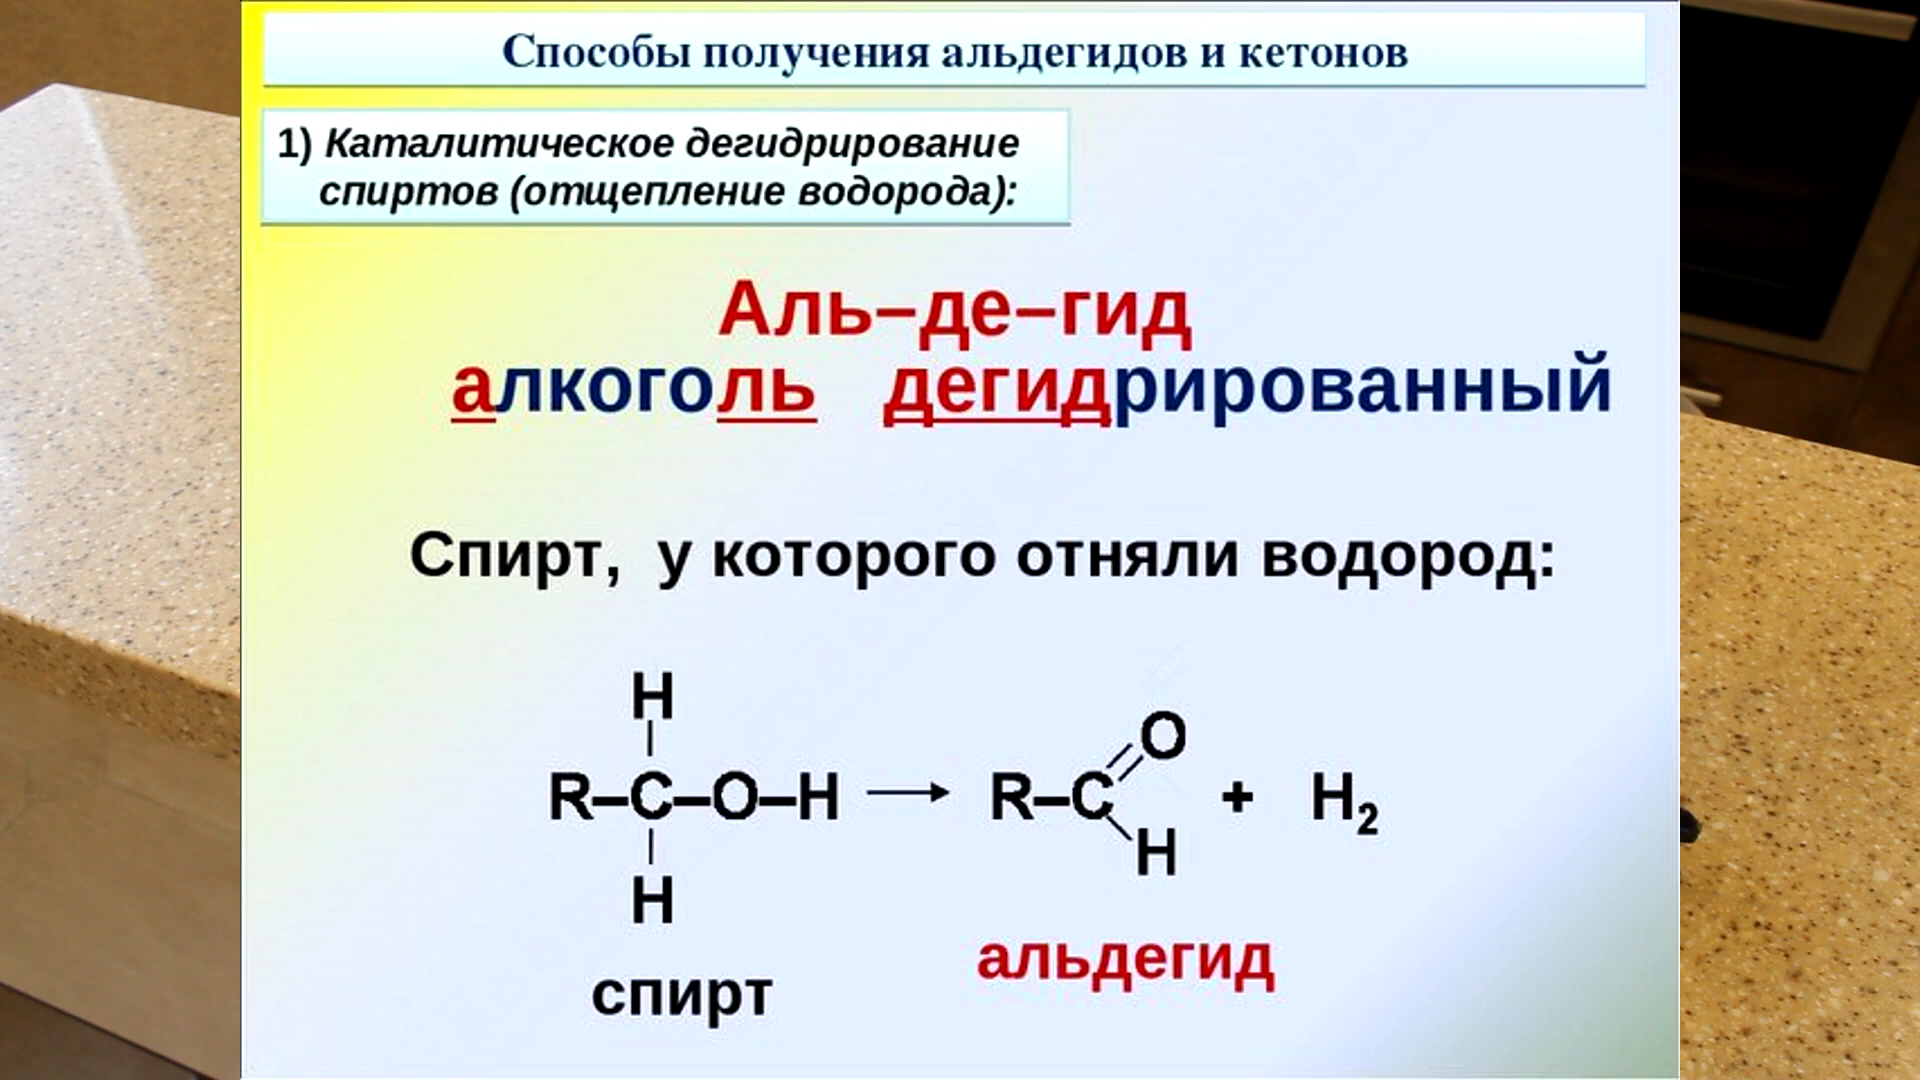 Способы получения альдегидов и кетонов
1) Каталитическое дегидрирование
спиртов (отщепление водорода):
Аль–де–гид
алкоголь дегидрированный
Спирт, у которого отняли водород:
H
O
R–C–O–H → R–C + H₂
H
H
альдегид
спирт